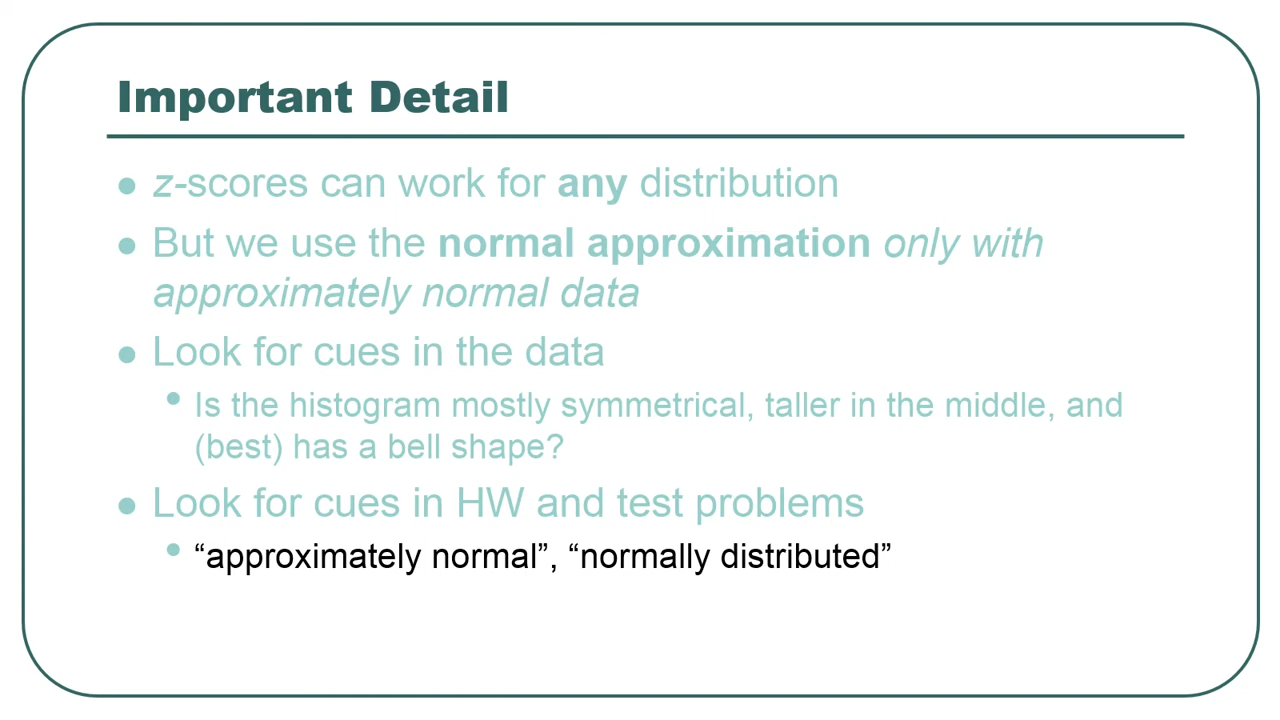 Important Detail
z-scores can work for any distribution
But we use the normal approximation only with
approximately normal data
Look for cues in the data
Is the histogram mostly symmetrical, taller in the middle, and
(best) has a bell shape?
Look for cues in HW and test problems
“approximately normal”, “normally distributed”